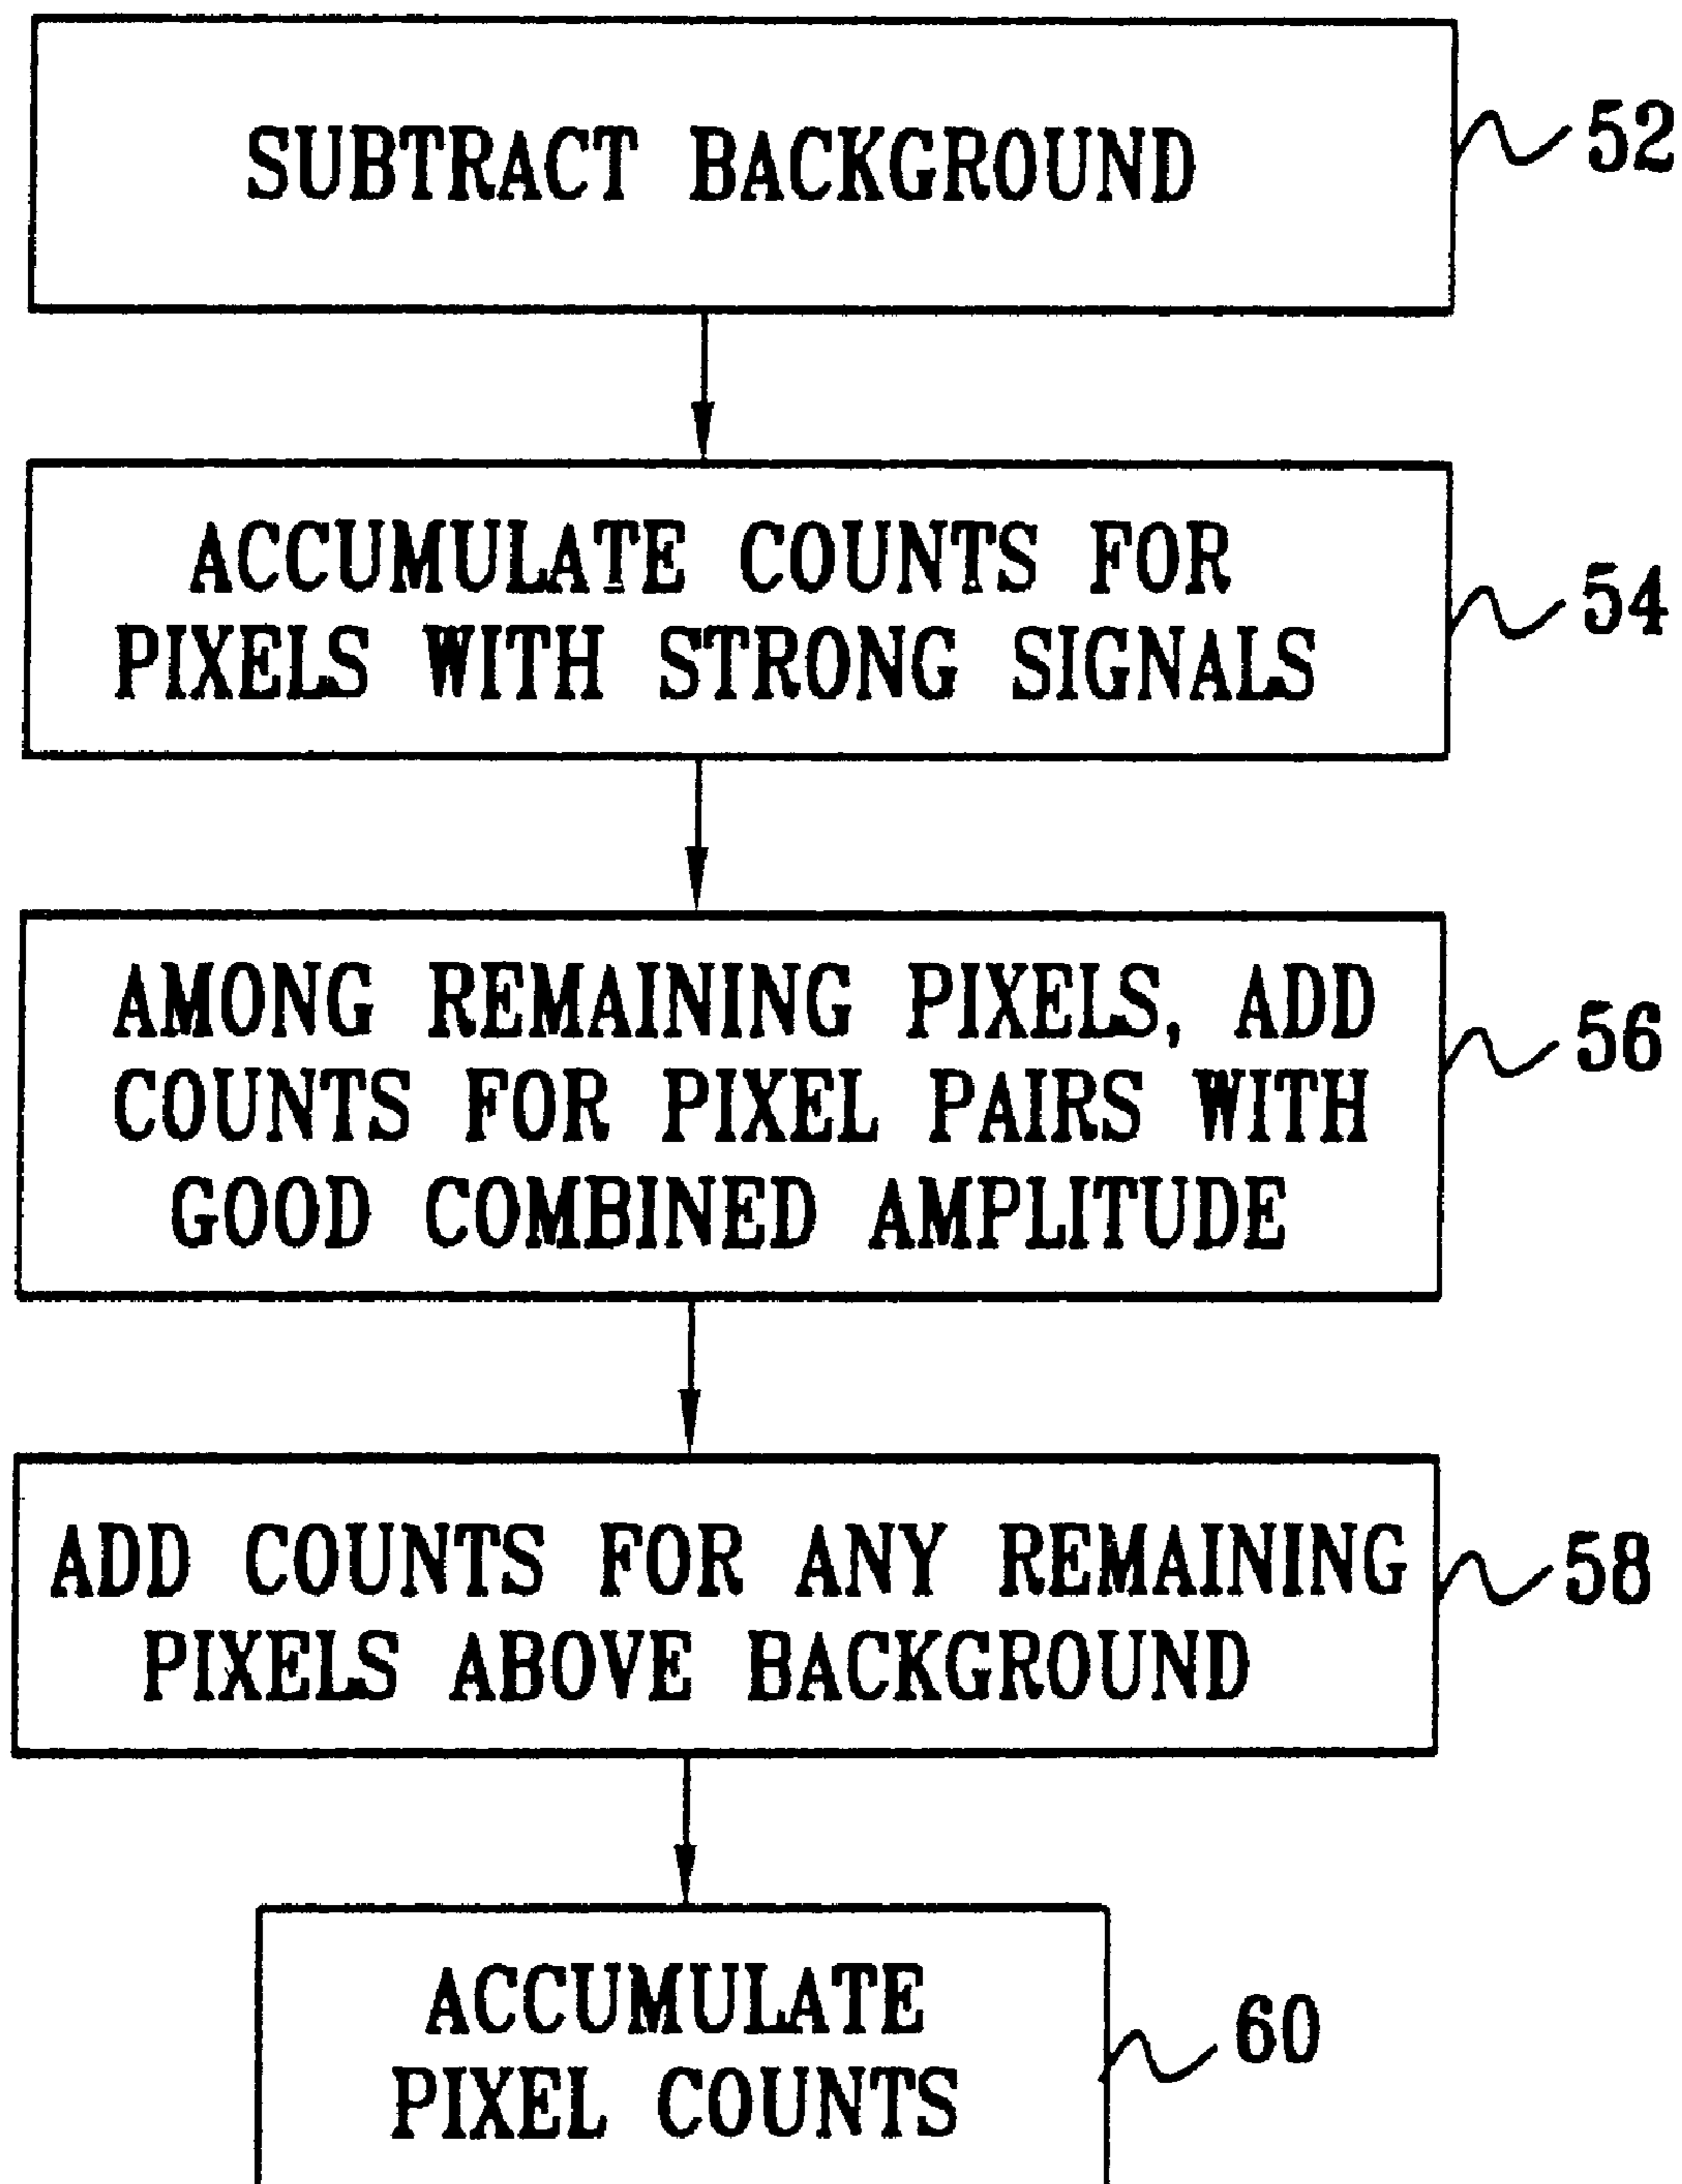 SUBTRACT BACKGROUND
52
ACCUMULATE COUNTS FOR
PIXELS WITH STRONG SIGNALS
54
AMONG REMAINING PIXELS, ADD
COUNTS FOR PIXEL PAIRS WITH
GOOD COMBINED AMPLITUDE
56
ADD COUNTS FOR ANY REMAINING
PIXELS ABOVE BACKGROUND
58
ACCUMULATE
PIXEL COUNTS
60